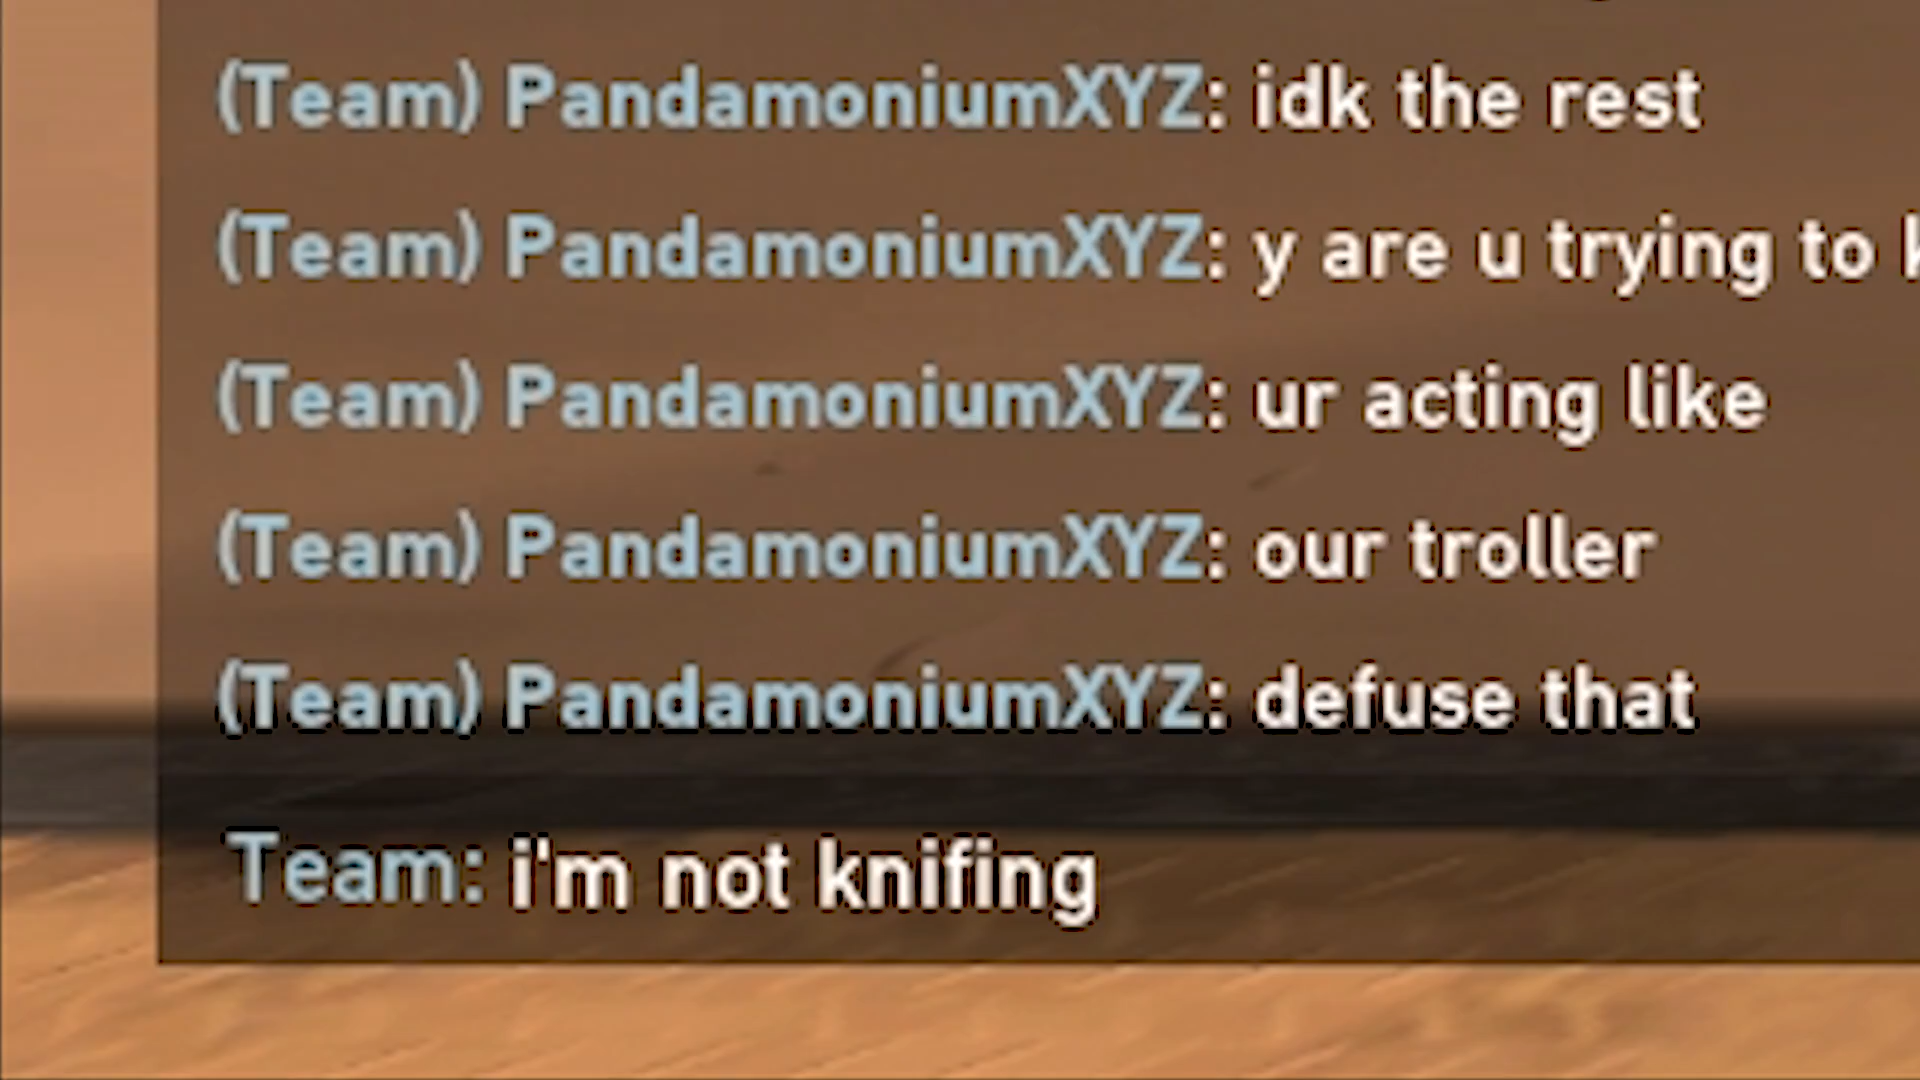 (Team) PandamoniumXYZ: idk the rest
(Team) PandamoniumXYZ: y are u trying to
(Team) PandamoniumXYZ: ur acting like
(Team) PandamoniumXYZ: our troller
(Team) PandamoniumXYZ: defuse that
Team: i'm not knifing